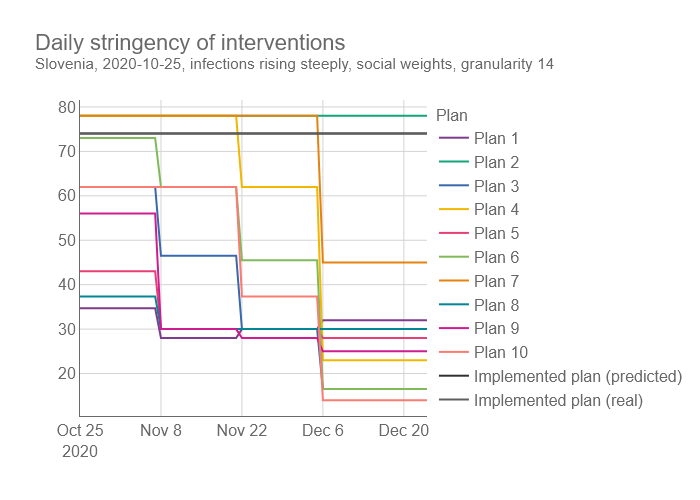 Daily stringency of interventions
Slovenia, 2020-10-25, infections rising steeply, social weights, granularity 14
80
70
60
50
40
30
20
Oct 25
2020
Nov 8
Nov 22
Dec 6
Dec 20
Plan
Plan 1
Plan 2
Plan 3
Plan 4
Plan 5
Plan 6
Plan 7
Plan 8
Plan 9
Plan 10
Implemented plan (predicted)
Implemented plan (real)